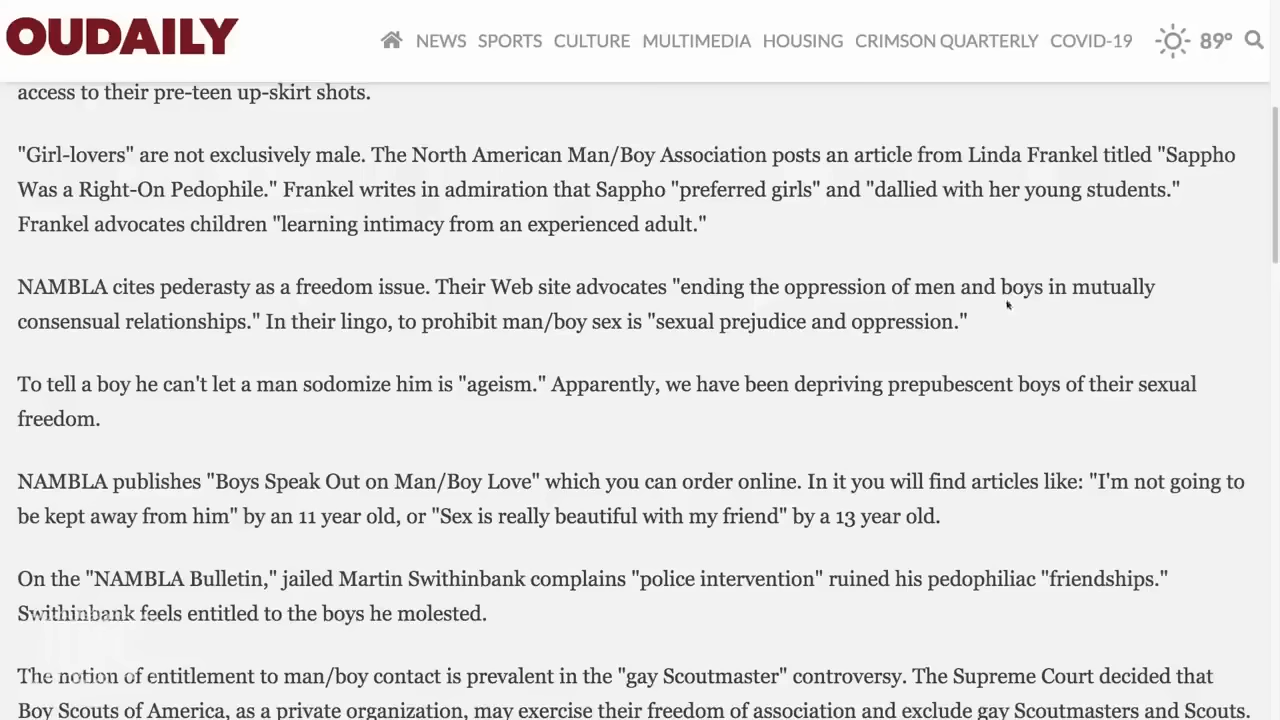 OUDAILY
NEWS SPORTS CULTURE MULTIMEDIA HOUSING CRIMSON QUARTERLY COVID-19 89°
access to their pre-teen up-skirt shots.
"Girl-lovers" are not exclusively male. The North American Man/Boy Association posts an article from Linda Frankel titled "Sappho
Was a Right-On Pedophile." Frankel writes in admiration that Sappho "preferred girls" and "dallied with her young students."
Frankel advocates children "learning intimacy from an experienced adult."
NAMBLA cites pederasty as a freedom issue. Their Web site advocates "ending the oppression of men and boys in mutually
consensual relationships." In their lingo, to prohibit man/boy sex is "sexual prejudice and oppression."
To tell a boy he can't let a man sodomize him is "ageism." Apparently, we have been depriving prepubescent boys of their sexual
freedom.
NAMBLA publishes "Boys Speak Out on Man/Boy Love" which you can order online. In it you will find articles like: "I'm not going to
be kept away from him" by an 11 year old, or "Sex is really beautiful with my friend" by a 13 year old.
On the "NAMBLA Bulletin," jailed Martin Swithinbank complains "police intervention" ruined his pedophiliac "friendships."
Swithinbank feels entitled to the boys he molested.
The notion of entitlement to man/boy contact is prevalent in the "gay Scoutmaster" controversy. The Supreme Court decided that
Boy Scouts of America, as a private organization, may exercise their freedom of association and exclude gay Scoutmasters and Scouts.